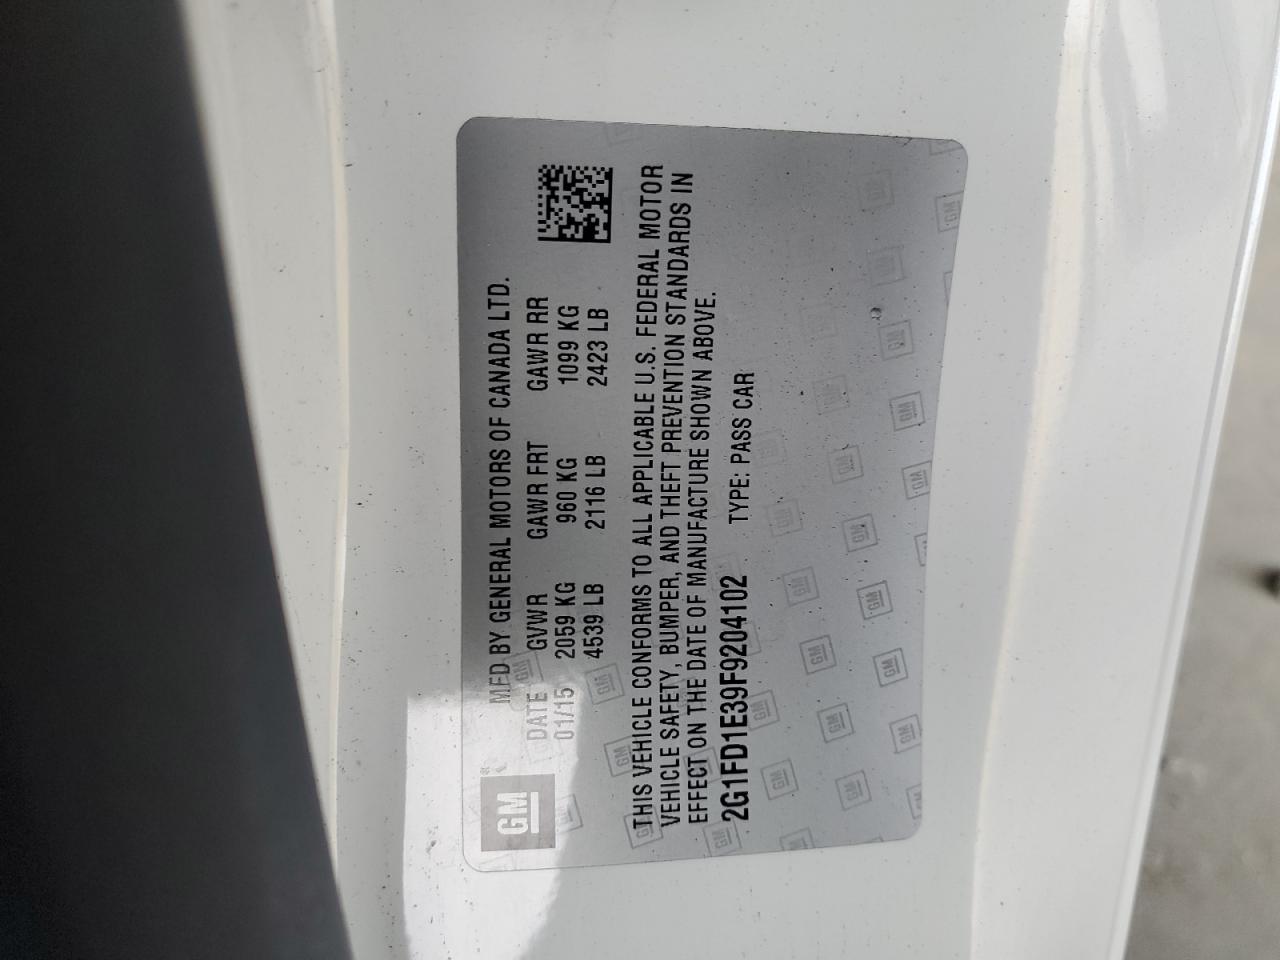 GM
MFD BY GENERAL MOTORS OF CANADA LTD.
DATE GVWR GAWR FRT GAWR RR
01/15 2059 KG 960 KG 1099 KG
4539 LB 2116 LB 2423 LB
THIS VEHICLE CONFORMS TO ALL APPLICABLE U.S. FEDERAL MOTOR
VEHICLE SAFETY, BUMPER, AND THEFT PREVENTION STANDARDS IN
EFFECT ON THE DATE OF MANUFACTURE SHOWN ABOVE.
2G1FD1E39F9204102 TYPE: PASS CAR